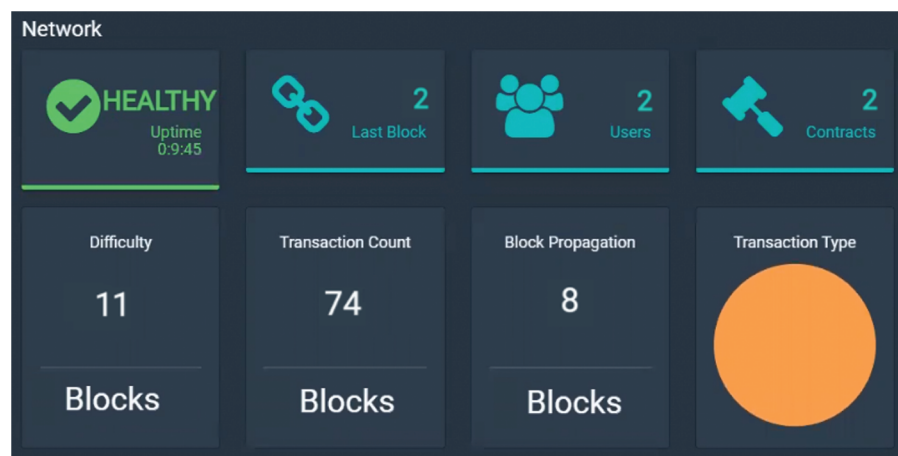 Network
HEALTHY
Uptime
0:9:45
2
Last Block
2
Users
2
Contracts
Difficulty
11
Blocks
Transaction Count
74
Blocks
Block Propagation
8
Blocks
Transaction Type